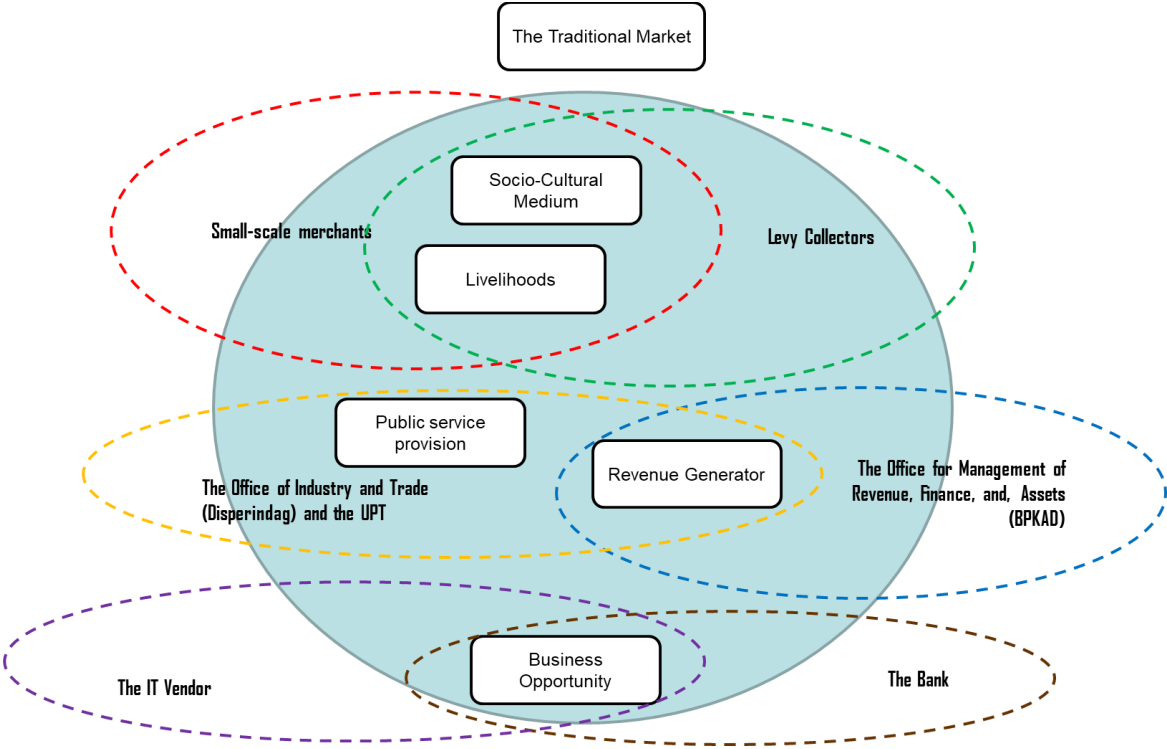 The Traditional Market
Socio-Cultural
Medium
Small-scale merchants
Levy Collectors
Livelihoods
Public service
provision
Revenue Generator
The Office of Industry and Trade
(Disperindag) and the UPT
The Office for Management of
Revenue, Finance, and, Assets
(BPKAD)
Business
Opportunity
The IT Vendor
The Bank